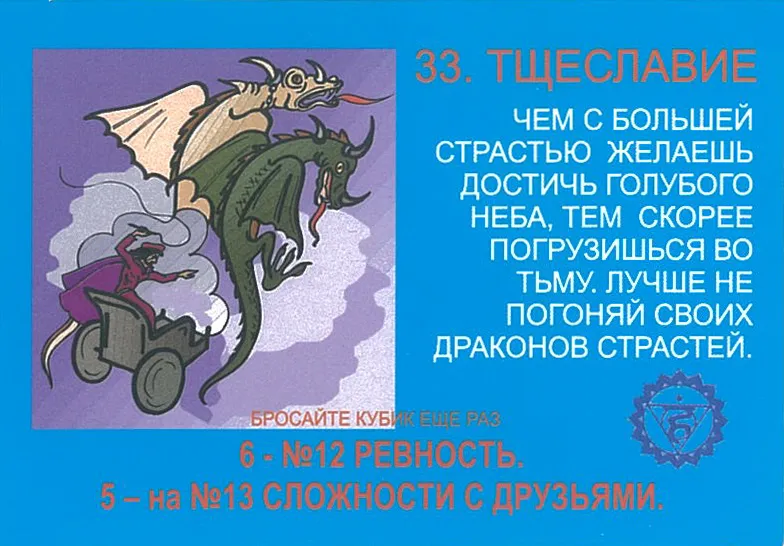 33. ТЩЕСЛАВИЕ
ЧЕМ С БОЛЬШЕЙ
СТРАСТЬЮ ЖЕЛАЕШЬ
ДОСТИЧЬ ГОЛУБОГО
НЕБА, ТЕМ СКОРЕЕ
ПОГРУЗИШЬСЯ ВО
ТЬМУ. ЛУЧШЕ НЕ
ПОГОНЯЙ СВОИХ
ДРАКОНОВ СТРАСТЕЙ.
БРОСАЙТЕ КУБИК ЕЩЕ РАЗ
6 - №12 РЕВНОСТЬ.
5 – на №13 СЛОЖНОСТИ С ДРУЗЬЯМИ.